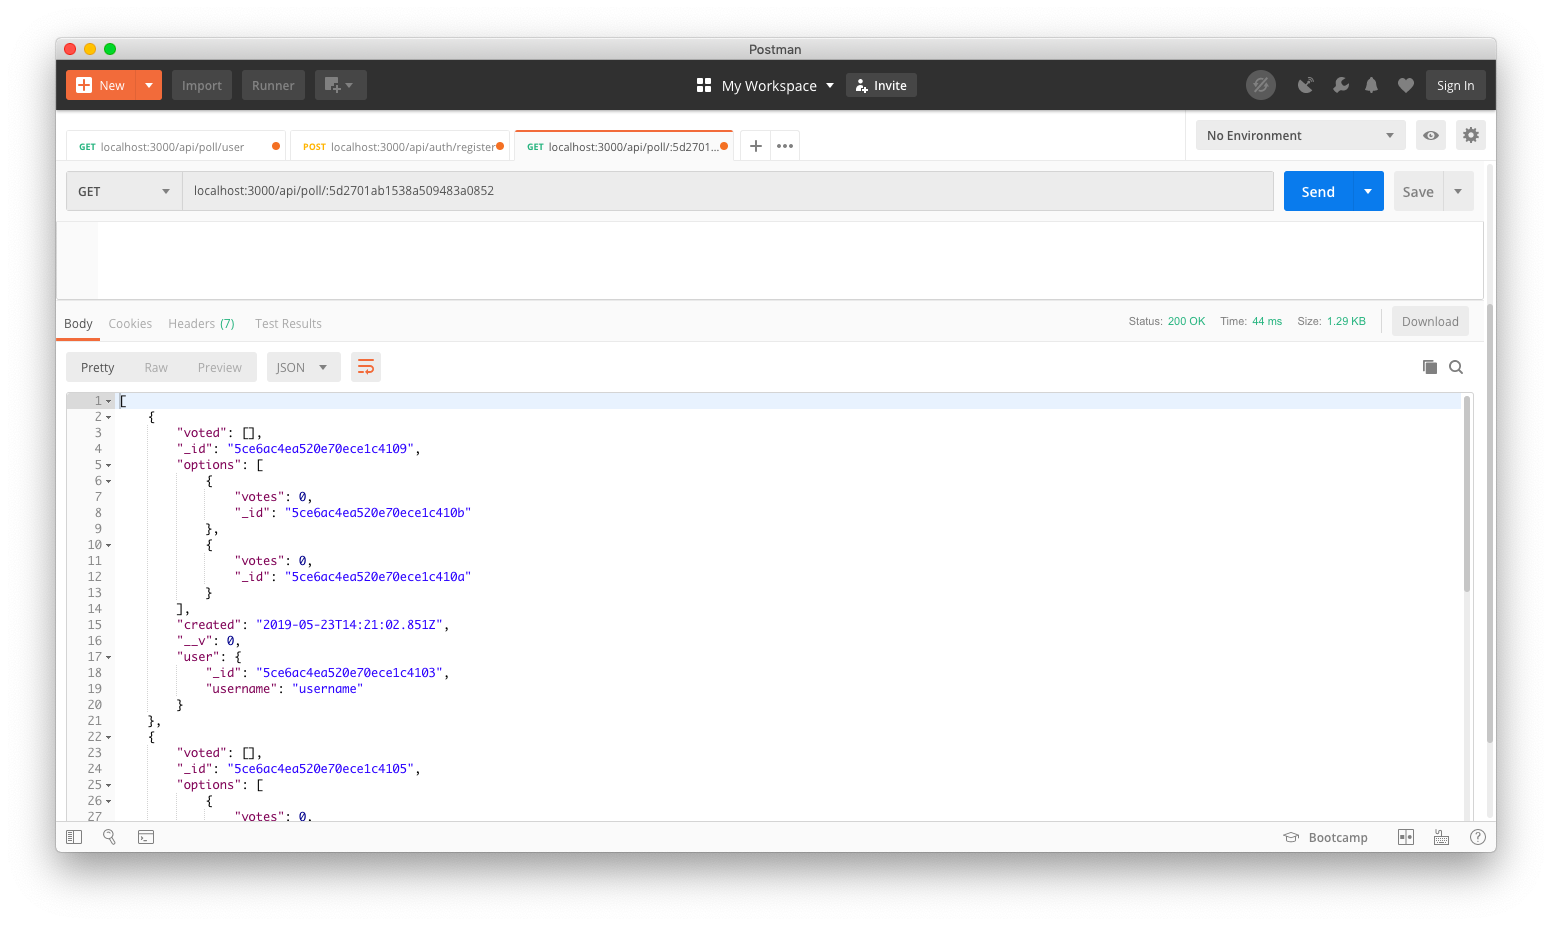 Postman
New
Import
Runner
My Workspace
Invite
Sign In
GET localhost:3000/api/poll/user
POST localhost:3000/api/auth/register
GET localhost:3000/api/poll/:5d2701...
No Environment
GET
localhost:3000/api/poll/:5d2701ab1538a509483a0852
Send
Save
Body
Cookies
Headers (7)
Test Results
Status: 200 OK
Time: 44 ms
Size: 1.29 KB
Download
Pretty
Raw
Preview
JSON
1 [
2 {
3 "voted": [],
4 "_id": "5ce6ac4ea520e70ece1c4109",
5 "options": [
6 {
7 "votes": 0,
8 "_id": "5ce6ac4ea520e70ece1c410b"
9 },
10 {
11 "votes": 0,
12 "_id": "5ce6ac4ea520e70ece1c410a"
13 }
14 ],
15 "created": "2019-05-23T14:21:02.851Z",
16 "__v": 0,
17 "user": {
18 "_id": "5ce6ac4ea520e70ece1c4103",
19 "username": "username"
20 }
21 },
22 {
23 "voted": [],
24 "_id": "5ce6ac4ea520e70ece1c4105",
25 "options": [
26 {
27 "votes": 0,
Bootcamp